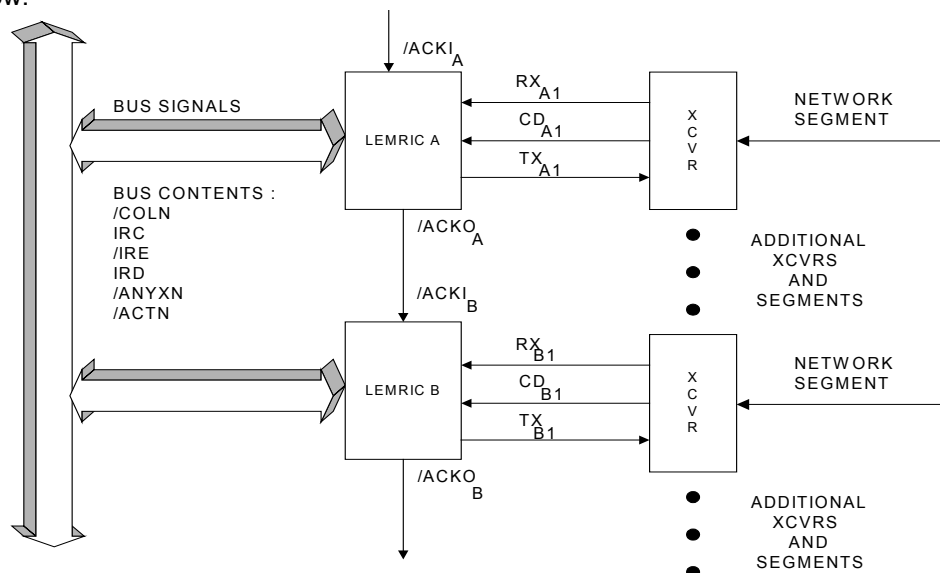 /ACKI A
BUS SIGNALS
BUS CONTENTS :
/COLN
IRC
/IRE
IRD
/ANYXN
/ACTN
LEMRIC A
RX A1
CD A1
TX A1
XCVR
NETWORK
SEGMENT
/ACKO A
/ACKI B
ADDITIONAL
XCVRS
AND
SEGMENTS
LEMRIC B
RX B1
CD B1
TX B1
XCVR
NETWORK
SEGMENT
/ACKO B
ADDITIONAL
XCVRS
AND
SEGMENTS